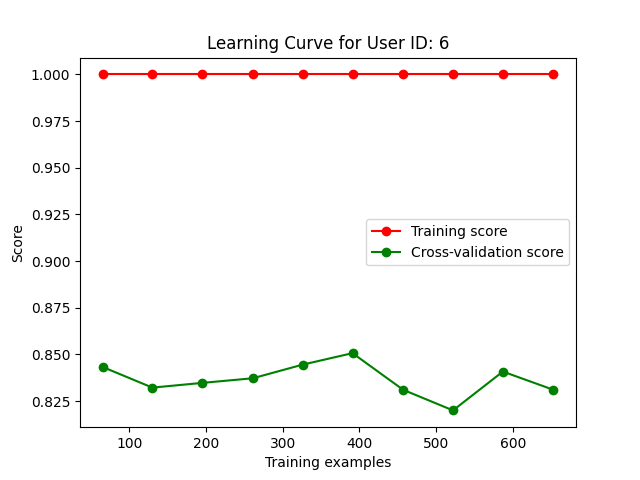 Learning Curve for User ID: 6
1.000
0.975
0.950
0.925
0.900
0.875
0.850
0.825
Score
Training score
Cross-validation score
100 200 300 400 500 600
Training examples